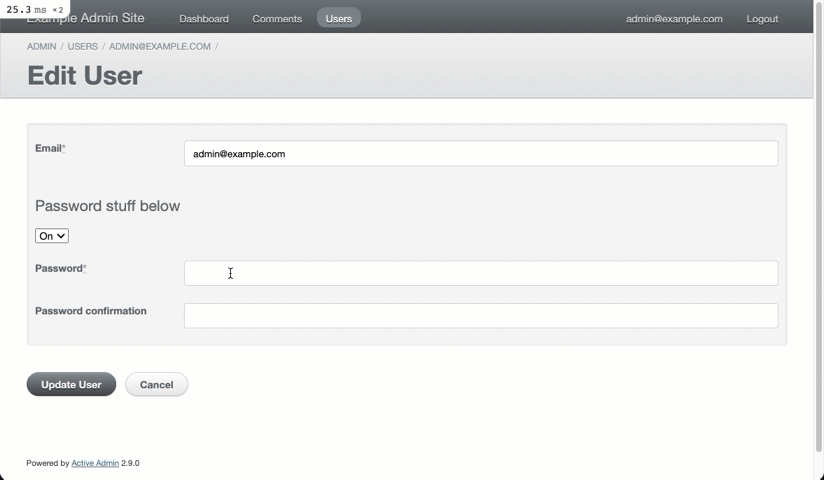 25.3 ms ×2
Example Admin Site Dashboard Comments Users admin@example.com Logout
ADMIN / USERS / ADMIN@EXAMPLE.COM /
Edit User
Email* admin@example.com
Password stuff below
On
Password*
Password confirmation
Update User Cancel
Powered by Active Admin 2.9.0